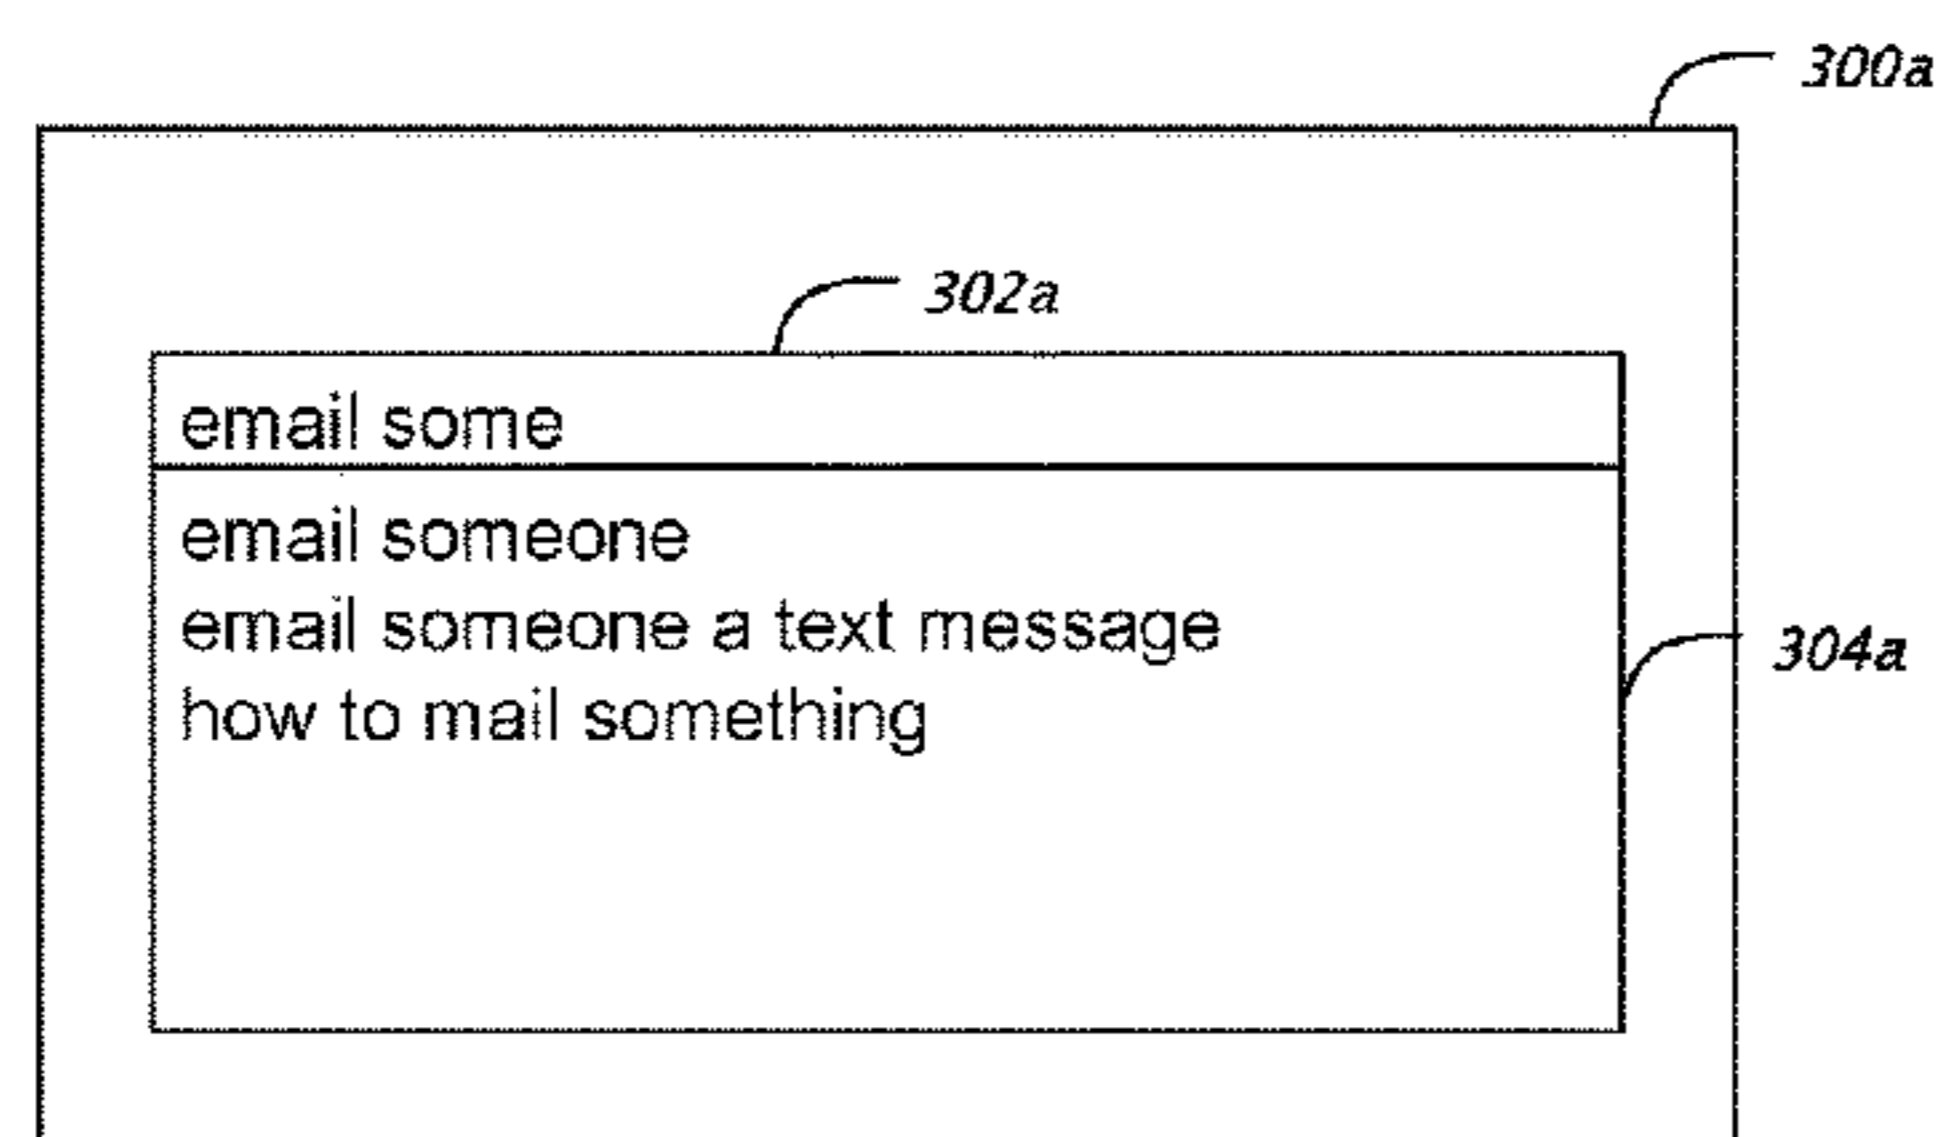 300a
302a
email some
email someone
email someone a text message
304a
how to mail something